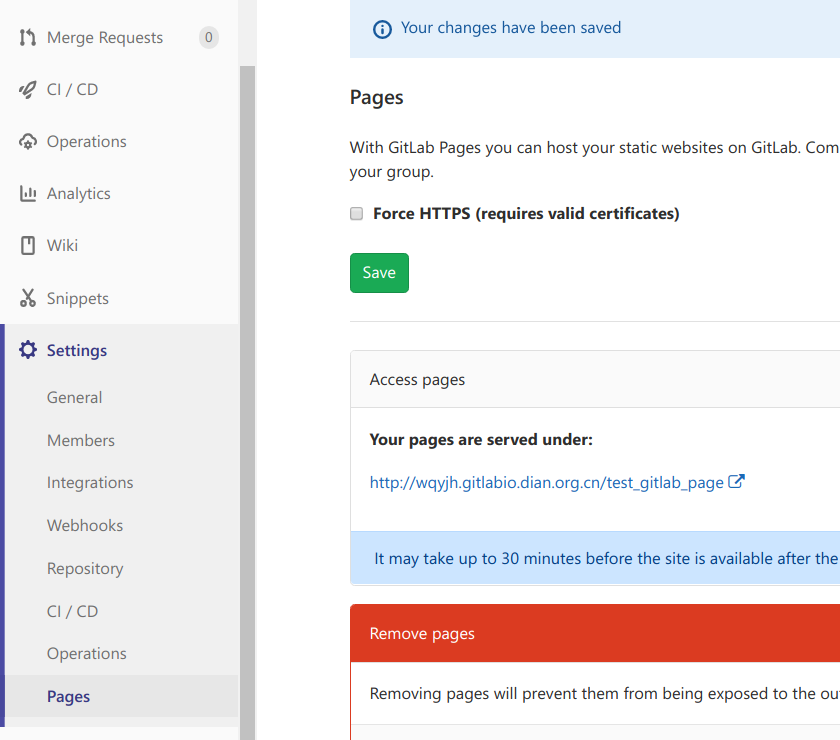 Merge Requests 0
CI / CD
Operations
Analytics
Wiki
Snippets
Settings
General
Members
Integrations
Webhooks
Repository
CI / CD
Operations
Pages
Your changes have been saved
Pages
With GitLab Pages you can host your static websites on GitLab. Com
your group.
Force HTTPS (requires valid certificates)
Save
Access pages
Your pages are served under:
http://wqyjh.gitlabio.dian.org.cn/test_gitlab_page
It may take up to 30 minutes before the site is available after the
Remove pages
Removing pages will prevent them from being exposed to the ou